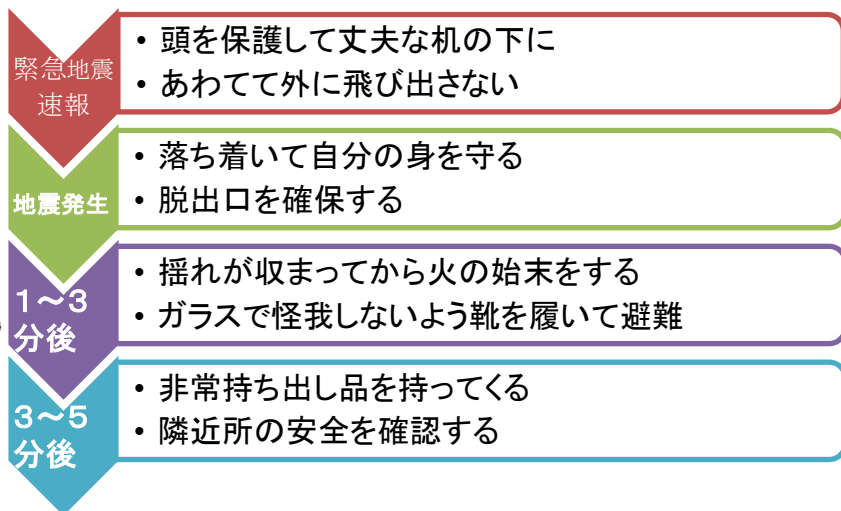 緊急地震
速報
・頭を保護して丈夫な机の下に
・あわてて外に飛び出さない
地震発生
・落ち着いて自分の身を守る
・脱出口を確保する
1～3
分後
・揺れが収まってから火の始末をする
・ガラスで怪我しないよう靴を履いて避難
3～5
分後
・非常持ち出し品を持ってくる
・隣近所の安全を確認する